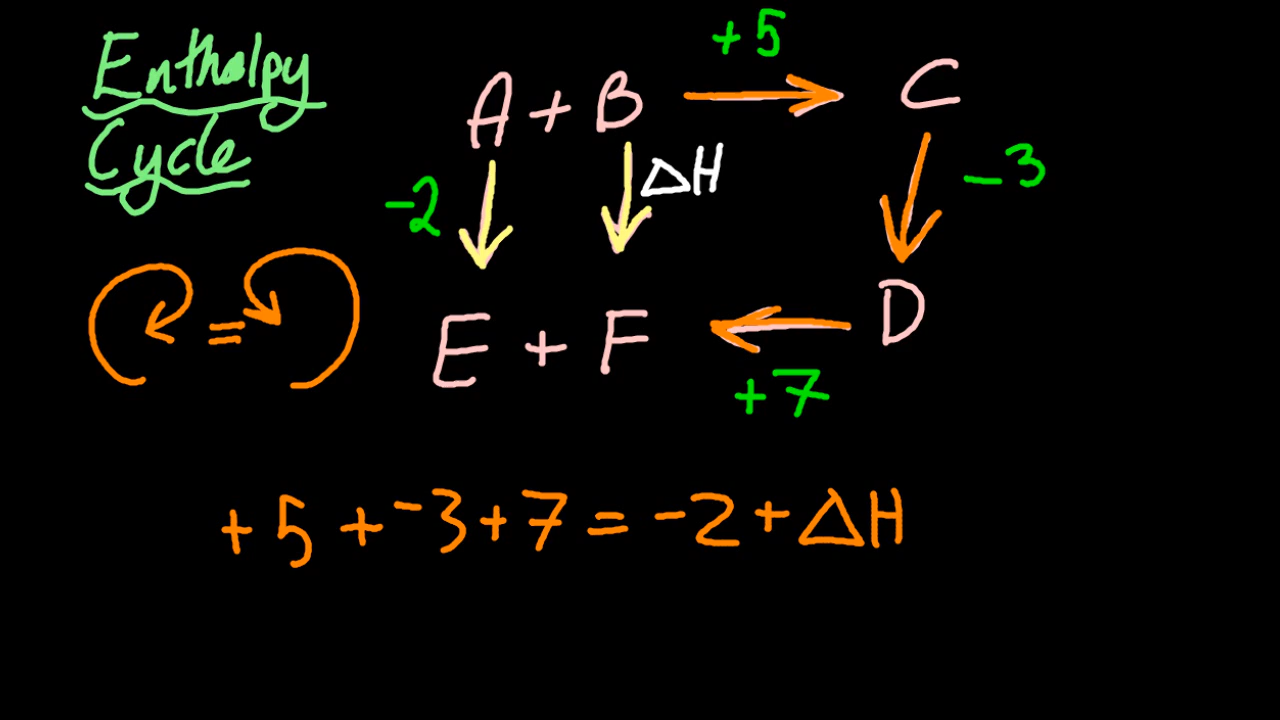 Enthalpy
Cycle
+5
A + B → C
-2
ΔH
-3
=
E + F ← D
+7
+5 + -3 + 7 = -2 + ΔH